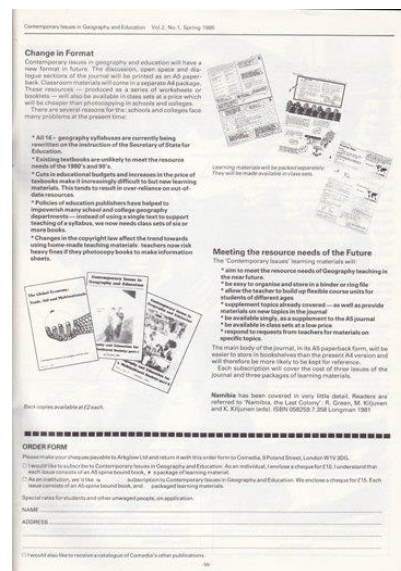 Contemporary Issues in Geography and Education Vol 2. No 1. Spring 1985
Change in Format
Contemporary issues in geography and education will have a
new format in future. The discussion, open space and dia-
logue sections of the journal will be printed as an A5 paper-
back. Classroom materials will come in a separate A4 package.
These resources — produced as a series of worksheets or
booklets — will also be available in class sets at a price which
will be cheaper than photocopying in schools and colleges.
There are good reasons for the: schools and colleges face
many problems at the present time:
* All 16+ geography syllabuses are currently being
rewritten on the instruction of the Secretary of State for
Education.
* Existing textbooks are unlikely to meet the resource
needs of the 1980's and 90's.
* Cuts in educational budgets and increases in the price of
textbooks make it increasingly difficult to buy new learning
materials. This tends to result in over-reliance on out-of-
date resources.
* Policies of education publishers have helped to
impoverish many school and college geography
departments — instead of using a single text to support
teaching of a syllabus, we now needs class sets of six or
more books.
* Changes in the copyright law affect the trend towards
using home-made teaching materials: teachers now risk
heavy fines if they photocopy books to make information
sheets.
Learning materials will be packed separately.
They will be made available in class sets.
Meeting the resource needs of the Future
The 'Contemporary Issues' learning materials will:
* aim to meet the resource needs of Geography teaching in
the near future.
* be easy to organise and store in a binder or ring file
* allow the teacher to build up flexible course units for
students of different ages
* supplement topics already covered — as well as provide
materials on new topics in the journal
* be available singly, as a supplement to the A5 journal
* be available in class sets at a low price
* respond to requests from teachers for materials on
specific topics.
The main body of the journal, in its A5 paperback form, will be
easier to store in bookshelves than the present A4 version and
will therefore be more likely to be kept for reference.
Each subscription will cover the cost of three issues of the
journal and three packages of learning materials.
Namibia has been covered in very little detail. Readers are
referred to 'Namibia, the Last Colony': R. Green, M. Kiljunen
and K. Kiljunen (eds). ISBN 058259.7.358 Longman 1981
The Global Economy:
Trade, Aid and Multinationals
Contemporary Issues in
Geography and Education
Back copies available at £2 each.
ORDER FORM
Please make your cheques payable to Arkglow Ltd and return it with this order form to Comedia, 9 Poland Street, London W1V 3DG.
I would like to subscribe to Contemporary Issues in Geography and Education. As an individual, I enclose a cheque for £16. I understand that
each issue consists of an A5 spine bound book, + a package of learning material.
As an institution, we'd like a subscription to Contemporary Issues in Geography and Education. We enclose a cheque for £15. Each
issue consists of an A5 spine bound book, and packaged learning materials.
Special rates for students and other unwaged people, on application.
NAME
ADDRESS
I would also like to receive a catalogue of Comedia's other publications.